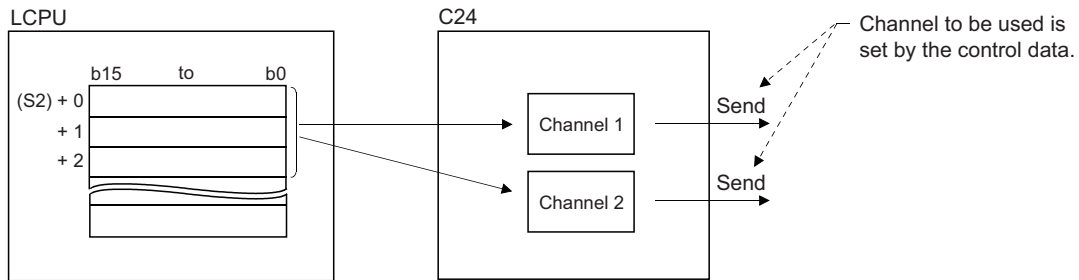 LCPU
C24
Channel to be used is
set by the control data.
b15 to b0
(S2) + 0
+ 1
+ 2
Channel 1
Send
Channel 2
Send